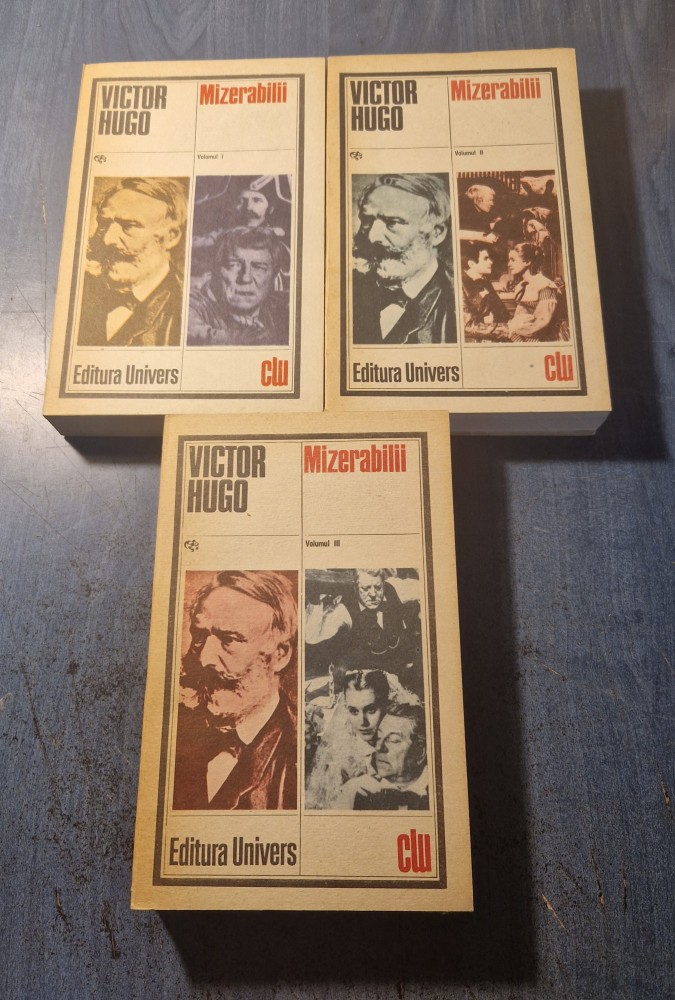 VICTOR
HUGO
Mizerabilii
Volumul I
Editura Univers
clu
VICTOR
HUGO
Mizerabilii
Volumul II
Editura Univers
clu
VICTOR
HUGO
Mizerabilii
Volumul III
Editura Univers
clu